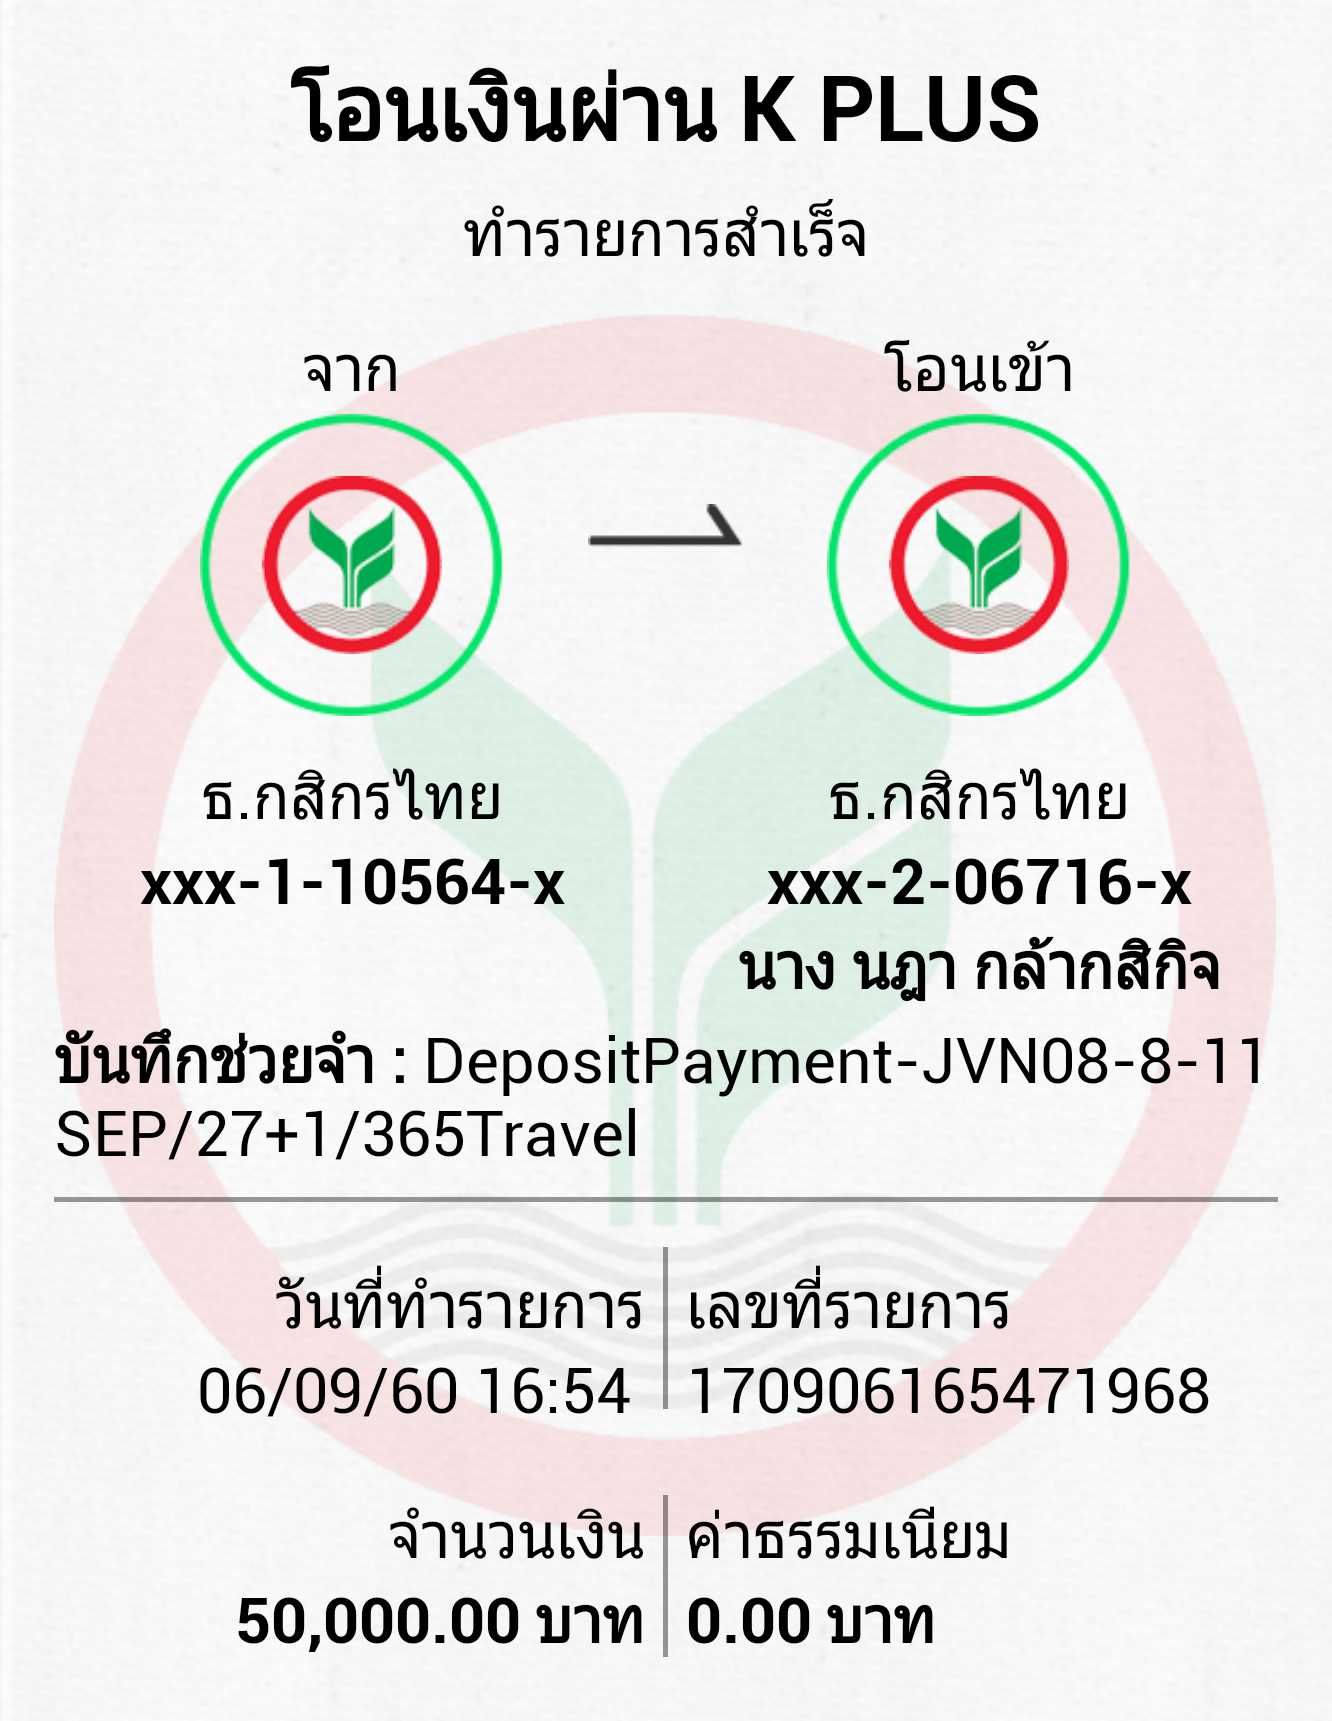 โอนเงินผ่าน K PLUS
ทำรายการสำเร็จ
จาก
โอนเข้า
ธ.กสิกรไทย
xxx-1-10564-x
ธ.กสิกรไทย
xxx-2-06716-x
นาง นฎา กล้ากสิกิจ
บันทึกช่วยจำ : DepositPayment-JVN08-8-11
SEP/27+1/365Travel
วันที่ทำรายการ
06/09/60 16:54
เลขที่รายการ
170906165471968
จำนวนเงิน
50,000.00 บาท
ค่าธรรมเนียม
0.00 บาท